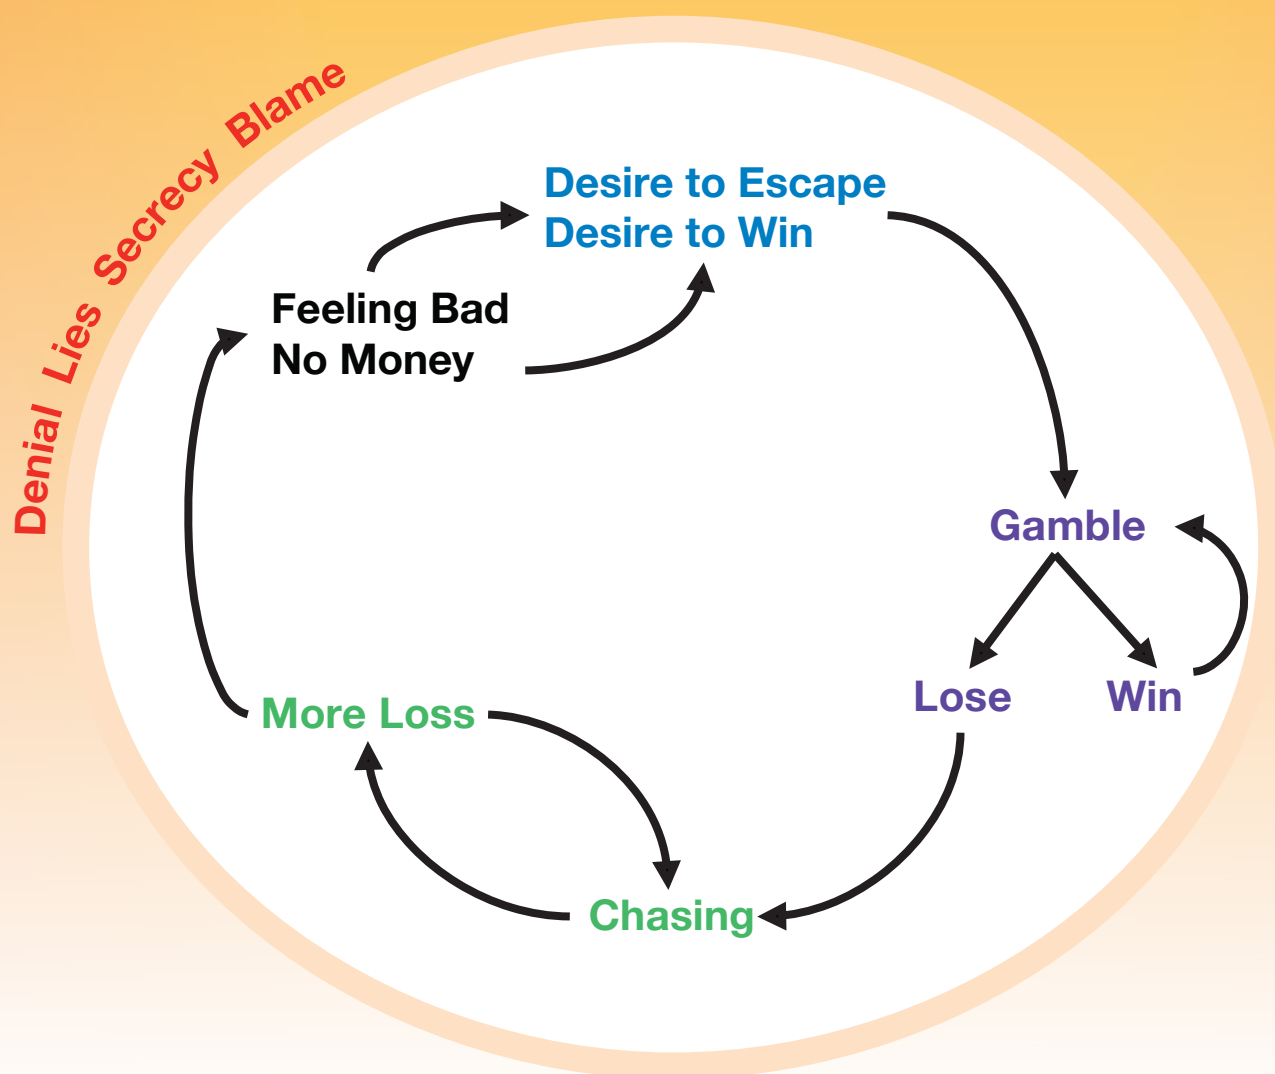 Denial Lies Secrecy Blame
Desire to Escape
Desire to Win
Feeling Bad
No Money
Gamble
Lose
Win
More Loss
Chasing